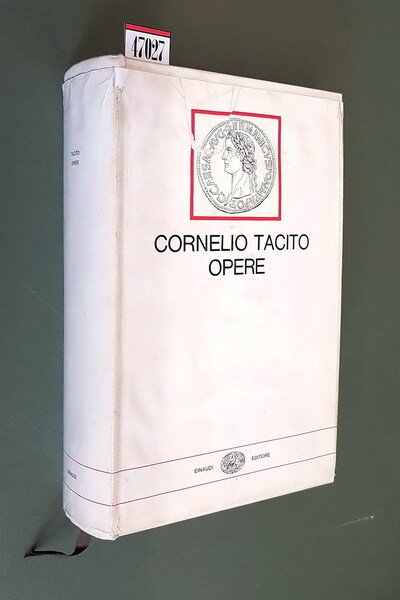 47027
TACITO
OPERE
EINAUDI
CORNELIO TACITO
OPERE
EINAUDI EDITORE